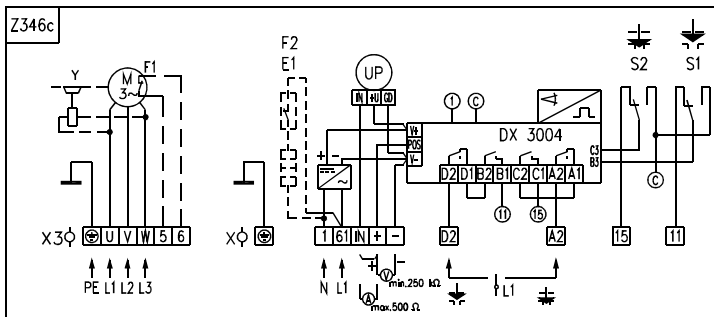 Z346c
Y
F1
M
3~
F2
E1
UP
IN +U GD
1
C
DX 3004
V+
POS
V-
S2
S1
C3
B3
D2 D1 B2 B1 C2 C1 A2 A1
11
15
C
+ -
~
X3
U V W 5 6
X
1 61 IN + -
D2
A2
15
11
PE L1 L2 L3
N L1
+ -
V
min.250 kΩ
A
max.500 Ω
L1